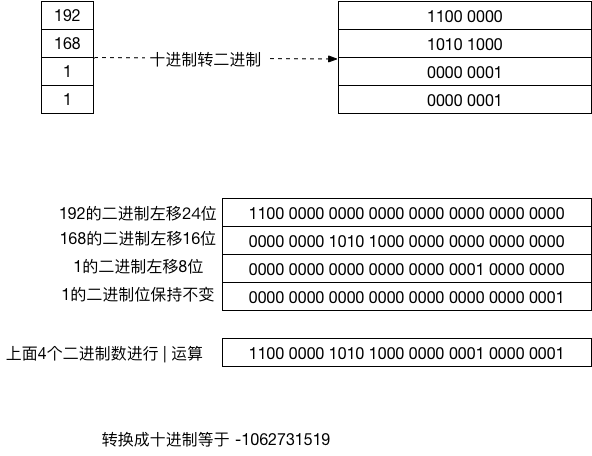 192 1100 0000
168 1010 1000
十进制转二进制
1 0000 0001
1 0000 0001
192的二进制左移24位 1100 0000 0000 0000 0000 0000 0000 0000
168的二进制左移16位 0000 0000 1010 1000 0000 0000 0000 0000
1的二进制左移8位 0000 0000 0000 0000 0000 0001 0000 0000
1的二进制位保持不变 0000 0000 0000 0000 0000 0000 0000 0001
上面4个二进制数进行 | 运算 1100 0000 1010 1000 0000 0001 0000 0001
转换成十进制等于 -1062731519